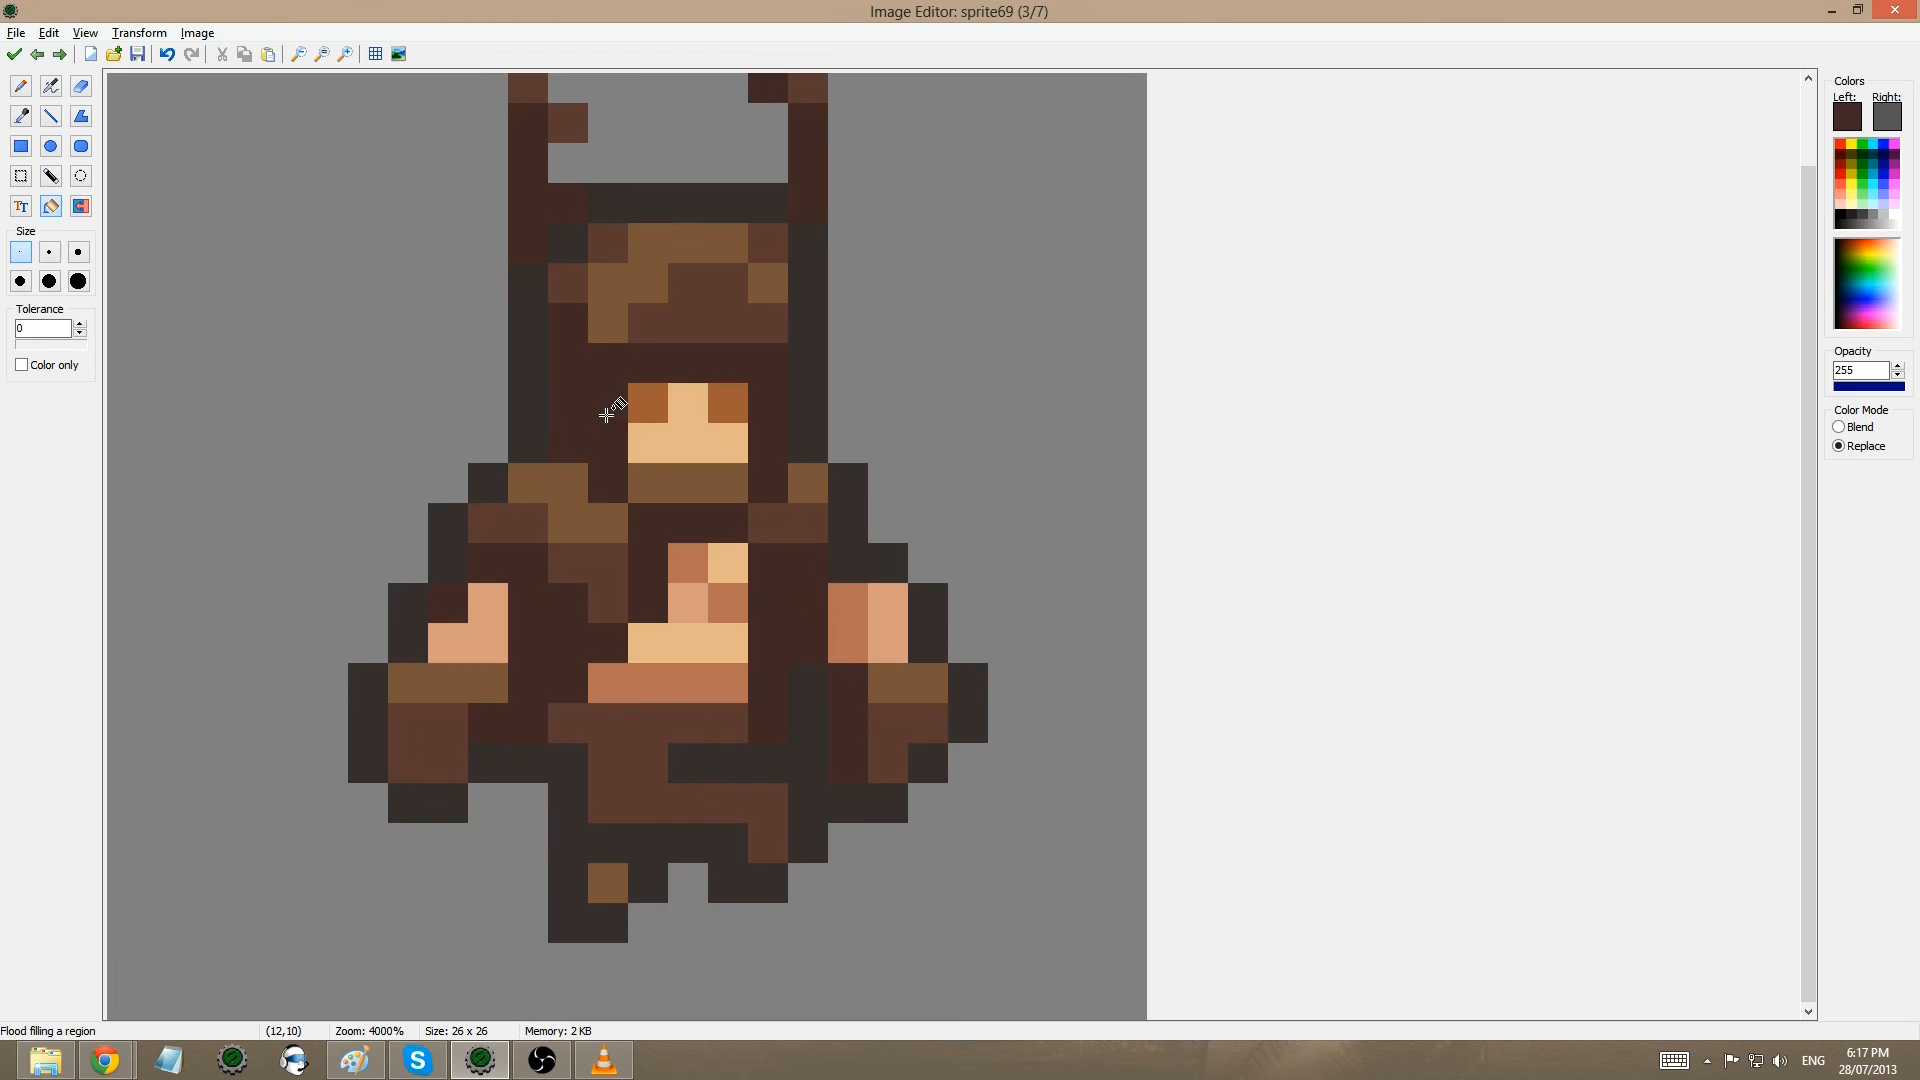 Image Editor: sprite69 (3/7)
File Edit View Transform Image
Colors
Left: Right:
TT
Size
Tolerance
0
Color only
Opacity
255
Color Mode
Blend
Replace
Flood filling a region (12,10) Zoom: 4000% Size: 26 x 26 Memory: 2 KB
S
ENG
6:17 PM
28/07/2013